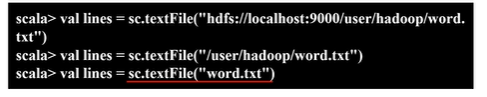 scala> val lines = sc.textFile("hdfs://localhost:9000/user/hadoop/word.
txt")
scala> val lines = sc.textFile("/user/hadoop/word.txt")
scala> val lines = sc.textFile("word.txt")